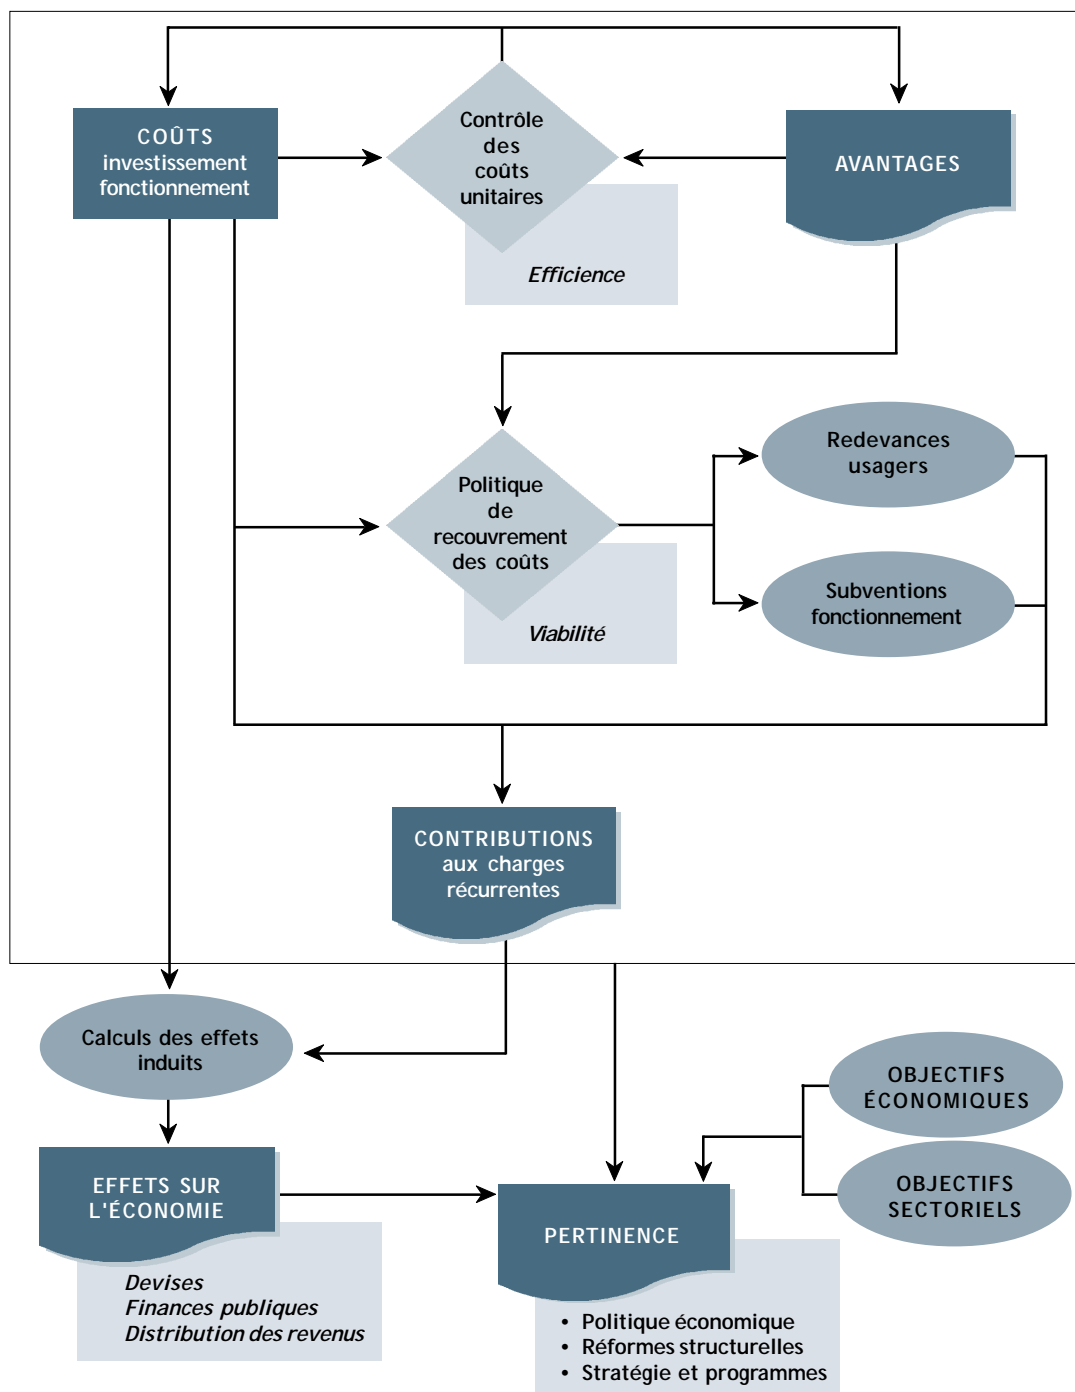 COÛTS
investissement
fonctionnement
Contrôle
des
coûts
unitaires
AVANTAGES
Efficience
Politique
de
recouvrement
des coûts
Viabilité
Redevances
usagers
Subventions
fonctionnement
CONTRIBUTIONS
aux charges
récurrentes
Calculs des effets
induits
OBJECTIFS
ÉCONOMIQUES
OBJECTIFS
SECTORIELS
EFFETS SUR
L'ÉCONOMIE
Devises
Finances publiques
Distribution des revenus
PERTINENCE
• Politique économique
• Réformes structurelles
• Stratégie et programmes